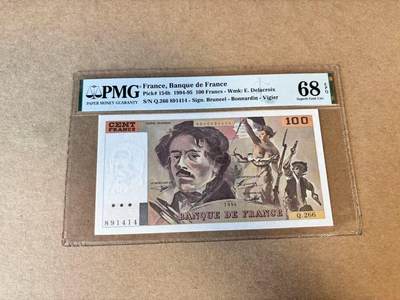 PMG
PAPER MONEY GUARANTY
France, Banque de France
Pick# 154h 1994-95 100 Francs - Wmk: E. Delacroix
S/N Q.266 891414 - Sign. Bruneel - Bonnardin - Vigier
68 EPQ
Superb Gem Unc
CENT
FRANCS
100
1994
BANQUE DE FRANCE
891414
Q.266